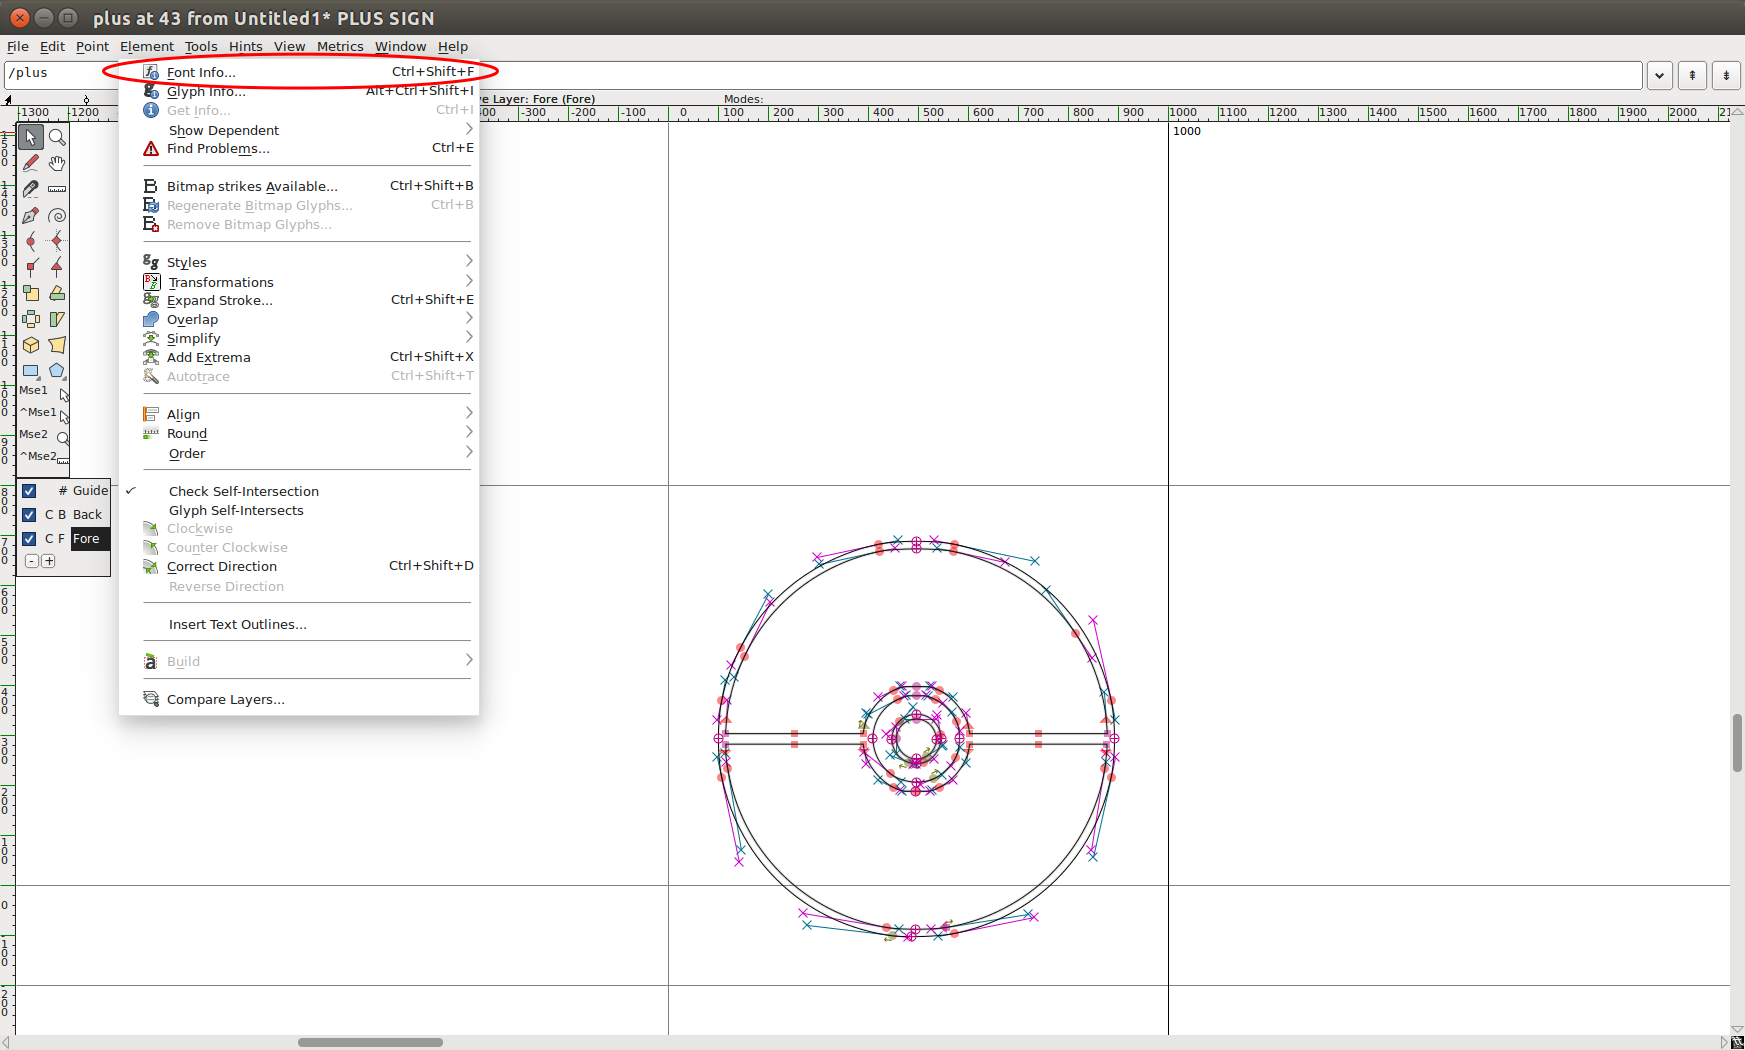 plus at 43 from Untitled1* PLUS SIGN
File Edit Point Element Tools Hints View Metrics Window Help
/plus
Font Info... Ctrl+Shift+F
Glyph Info... Alt+Ctrl+Shift+I
ve Layer: Fore (Fore) Modes:
Get Info... Ctrl+I
-1300 -1200 -300 -200 -100 0 100 200 300 400 500 600 700 800 900 1000 1100 1200 1300 1400 1500 1600 1700 1800 1900 2000
1000
Show Dependent
Find Problems... Ctrl+E
Bitmap strikes Available... Ctrl+Shift+B
Regenerate Bitmap Glyphs... Ctrl+B
Remove Bitmap Glyphs...
Styles
Transformations
Expand Stroke... Ctrl+Shift+E
Overlap
Simplify
Add Extrema Ctrl+Shift+X
Autotrace Ctrl+Shift+T
Align
Round
Order
Check Self-Intersection
Glyph Self-Intersects
Clockwise
Counter Clockwise
Correct Direction Ctrl+Shift+D
Reverse Direction
Insert Text Outlines...
Build
Compare Layers...
Mse1
^Mse1
Mse2
^Mse2
# Guide
C B Back
C F Fore
- +